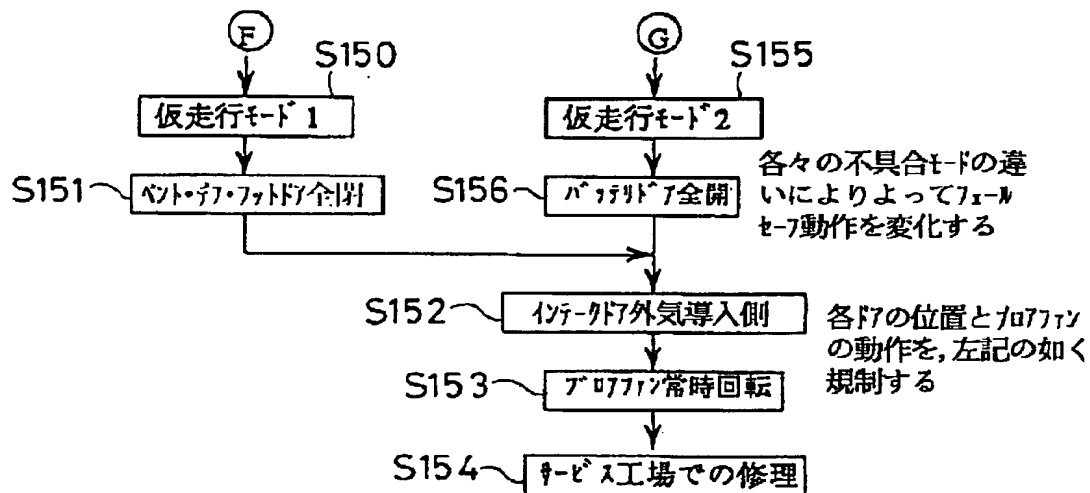 F
G
S150
S155
仮走行ﾓｰﾄﾞ1
仮走行ﾓｰﾄﾞ2
S151
ﾍﾞﾝﾄ・ﾃﾞﾌ・ﾌｯﾄﾄﾞｱ全閉
S156
ﾊﾞｯﾃﾘﾄﾞｱ全開
各々の不具合ﾓｰﾄﾞの違
いによりよってﾌｪｰﾙ
ｾｰﾌ動作を変化する
S152
ｲﾝﾃｰｸﾄﾞｱ外気導入側
各ﾄﾞｱの位置とﾌﾞﾛｱﾌｧﾝ
の動作を,左記の如く
規制する
S153
ﾌﾞﾛｱﾌｧﾝ常時回転
S154
ｻｰﾋﾞｽ工場での修理